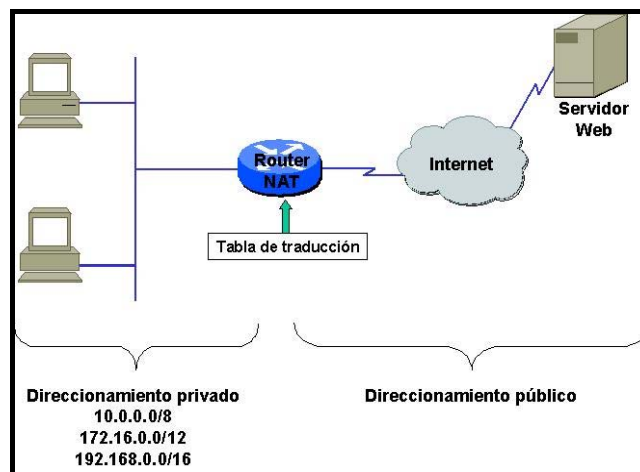 Servidor
Web
Router
NAT
Internet
Tabla de traducción
Direccionamiento privado
10.0.0.0/8
172.16.0.0/12
192.168.0.0/16
Direccionamiento público